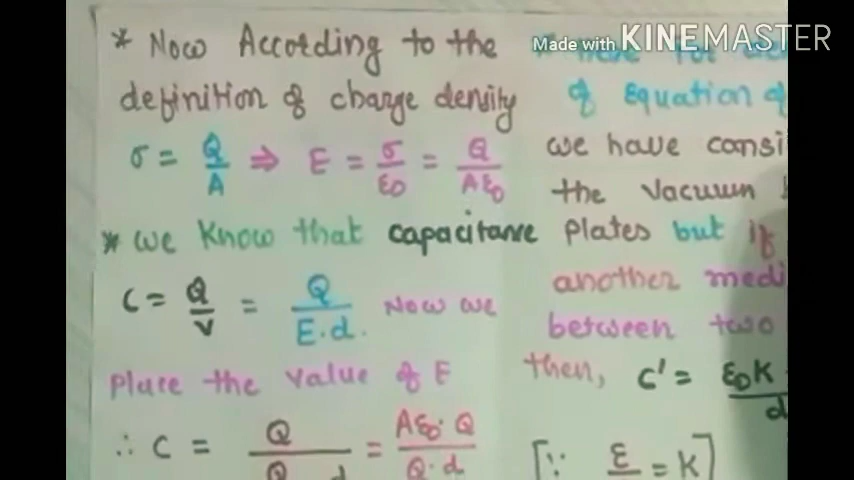 * Now According to the
definition of charge density
σ = Q/A ⇒ E = σ/ε0 = Q/Aε0
* we know that capacitance
C = Q/V = Q/E.d. Now we
Place the value of E
∴ C = Q = Aε0.Q/Q.d
Made with KINEMASTER
of Equation of
we have consi
the vacuum
Plates but if
another medi
between two
then, C' = ε0K/d
[∵ ε = K]